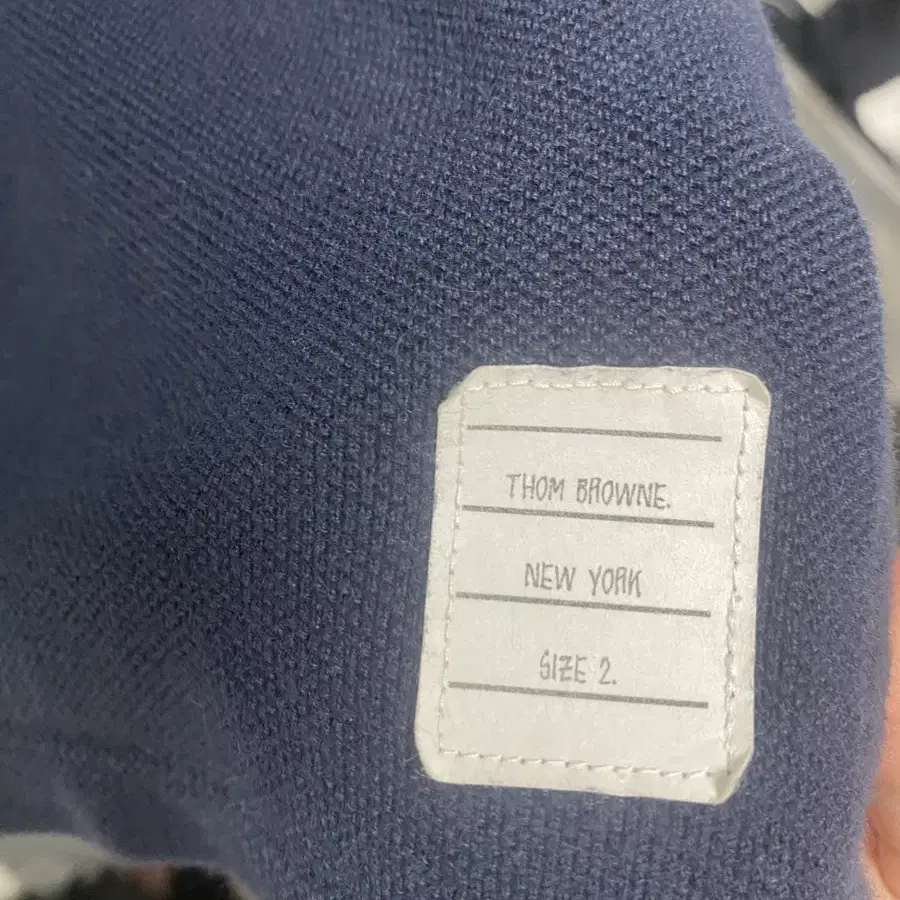 THOM BROWNE.
NEW YORK
SIZE 2.